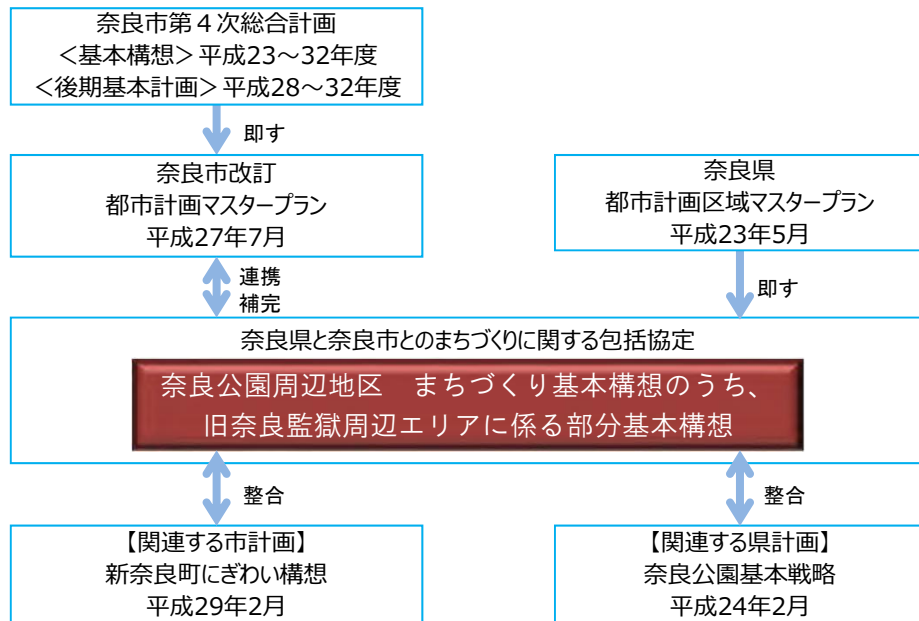 奈良市第４次総合計画
＜基本構想＞平成23～32年度
＜後期基本計画＞平成28～32年度
即す
奈良市改訂
都市計画マスタープラン
平成27年7月
奈良県
都市計画区域マスタープラン
平成23年5月
連携
補完
即す
奈良県と奈良市とのまちづくりに関する包括協定
奈良公園周辺地区　まちづくり基本構想のうち、
旧奈良監獄周辺エリアに係る部分基本構想
整合
整合
【関連する市計画】
新奈良町にぎわい構想
平成29年2月
【関連する県計画】
奈良公園基本戦略
平成24年2月